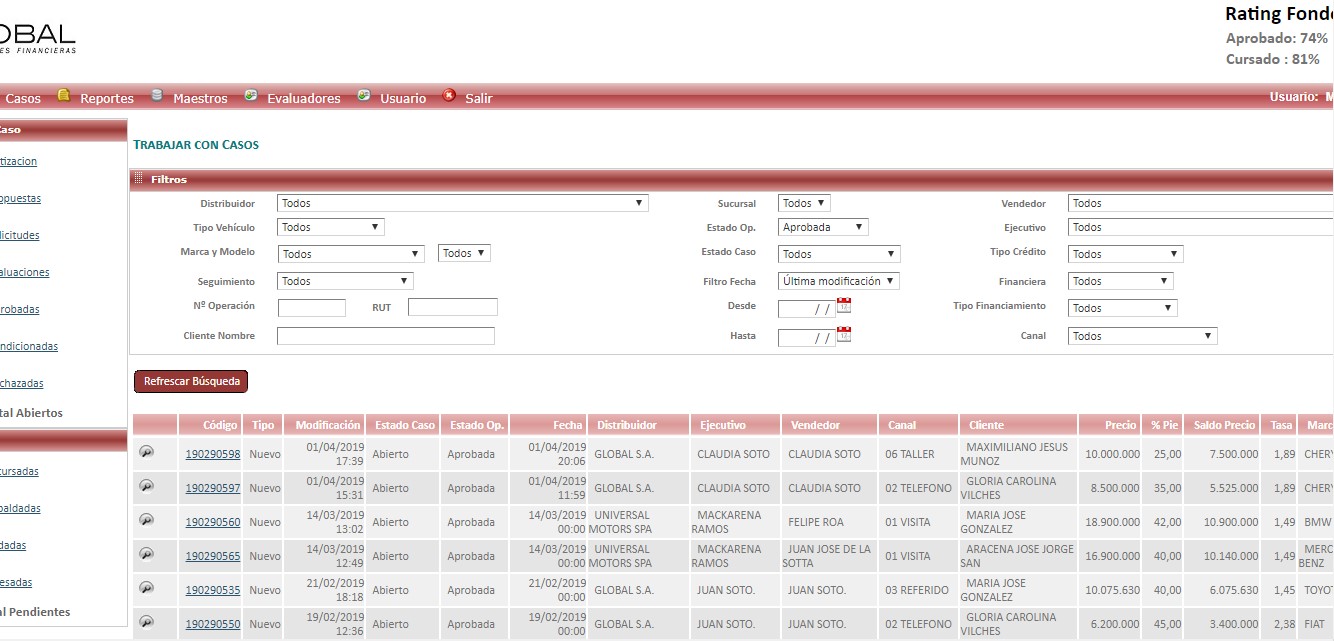 OBAL
ES FINANCIERAS
Rating
Aprobado: 74%
Cursado : 81%
Casos Reportes Maestros Evaluadores Usuario Salir Usuario:
TRABAJAR CON CASOS
Filtros
Distribuidor Todos Sucursal Todos Vendedor Todos
Tipo Vehículo Todos Estado Op. Aprobada Ejecutivo Todos
Marca y Modelo Todos Todos Estado Caso Todos Tipo Crédito Todos
Seguimiento Todos Filtro Fecha Última modificación Financiera Todos
Nº Operación RUT Desde / / Tipo Financiamiento Todos
Cliente Nombre Hasta / / Canal Todos
Refrescar Búsqueda
aso
tizacion
opuestas
licitudes
aluaciones
robadas
ndicionadas
chazadas
tal Abiertos
ursadas
paldadas
dadas
esadas
al Pendientes
Código Tipo Modificación Estado Caso Estado Op. Fecha Distribuidor Ejecutivo Vendedor Canal Cliente Precio % Pie Saldo Precio Tasa Marc
190290598 Nuevo 01/04/2019 17:39 Abierto Aprobada 01/04/2019 20:06 GLOBAL S.A. CLAUDIA SOTO CLAUDIA SOTO 06 TALLER MAXIMILIANO JESUS MUNOZ 10.000.000 25,00 7.500.000 1,89 CHERY
190290597 Nuevo 01/04/2019 15:31 Abierto Aprobada 01/04/2019 11:59 GLOBAL S.A. CLAUDIA SOTO CLAUDIA SOTO 02 TELEFONO GLORIA CAROLINA VILCHES 8.500.000 35,00 5.525.000 1,89 CHERY
190290560 Nuevo 14/03/2019 13:02 Abierto Aprobada 14/03/2019 00:00 UNIVERSAL MOTORS SPA MACKARENA RAMOS FELIPE ROA 01 VISITA MARIA JOSE GONZALEZ 18.900.000 42,00 10.900.000 1,49 BMW
190290565 Nuevo 14/03/2019 12:49 Abierto Aprobada 14/03/2019 00:00 UNIVERSAL MOTORS SPA MACKARENA RAMOS JUAN JOSE DE LA SOTTA 01 VISITA ARACENA JOSE JORGE SAN 16.900.000 40,00 10.140.000 1,49 MERC BENZ
190290535 Nuevo 21/02/2019 18:18 Abierto Aprobada 21/02/2019 00:00 GLOBAL S.A. JUAN SOTO. JUAN SOTO. 03 REFERIDO MARIA JOSE GONZALEZ 10.075.630 40,00 6.075.630 1,45 TOYOT
190290550 Nuevo 19/02/2019 12:36 Abierto Aprobada 19/02/2019 00:00 GLOBAL S.A. JUAN SOTO. JUAN SOTO. 02 TELEFONO GLORIA CAROLINA VILCHES 6.200.000 45,00 3.400.000 2,38 FIAT